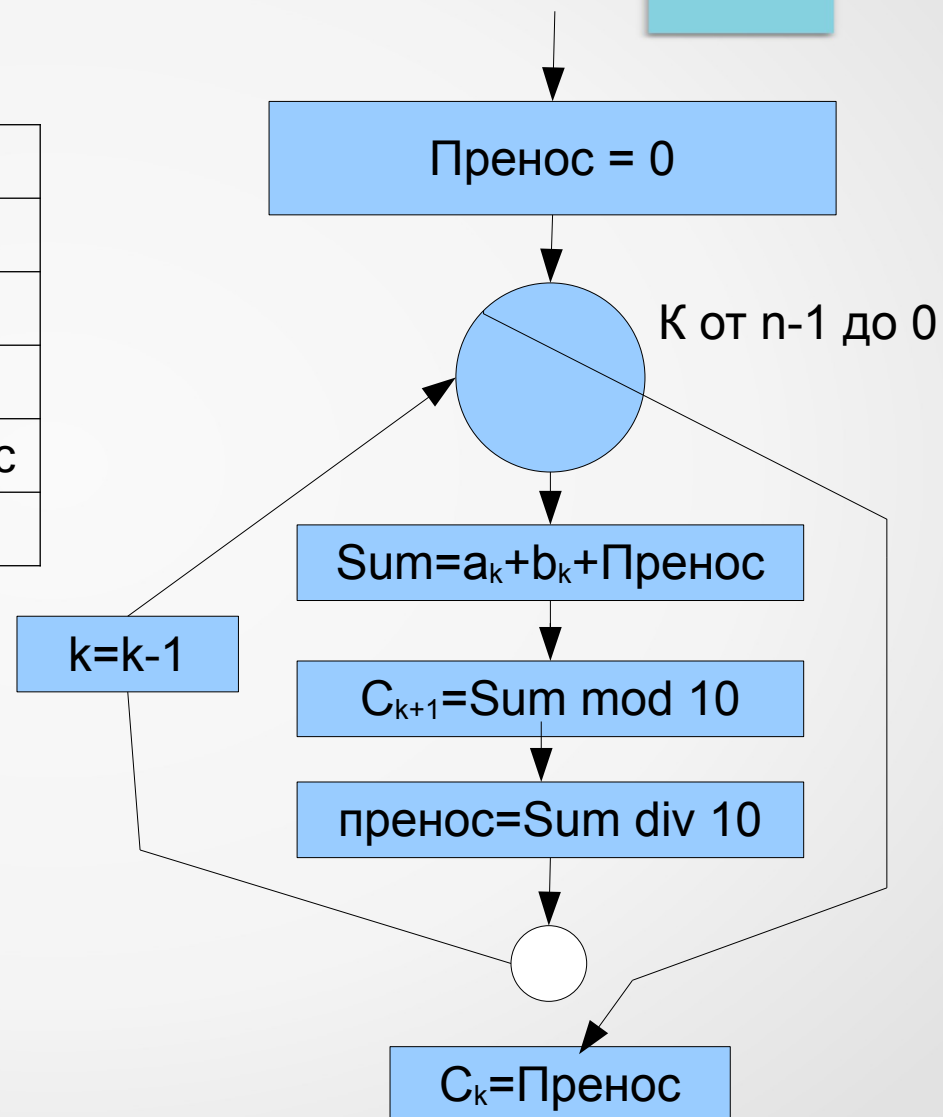 Пренос = 0
К от n-1 до 0
с
Sum=aₖ+bₖ+Пренос
k=k-1
Cₖ₊₁=Sum mod 10
пренос=Sum div 10
Cₖ=Пренос